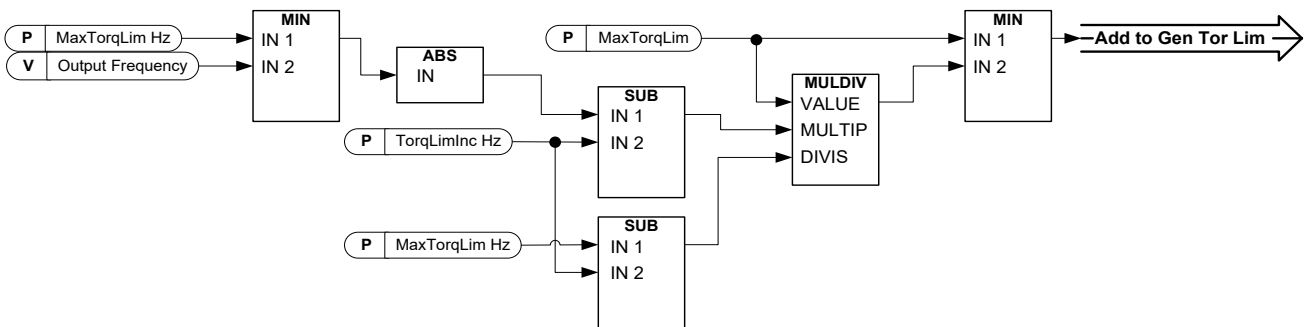 MIN
P MaxTorqLim Hz
V Output Frequency
IN 1
IN 2
ABS
IN
P TorqLimInc Hz
P MaxTorqLim Hz
P MaxTorqLim
SUB
IN 1
IN 2
SUB
IN 1
IN 2
MULDIV
VALUE
MULTIP
DIVIS
MIN
IN 1
IN 2
Add to Gen Tor Lim